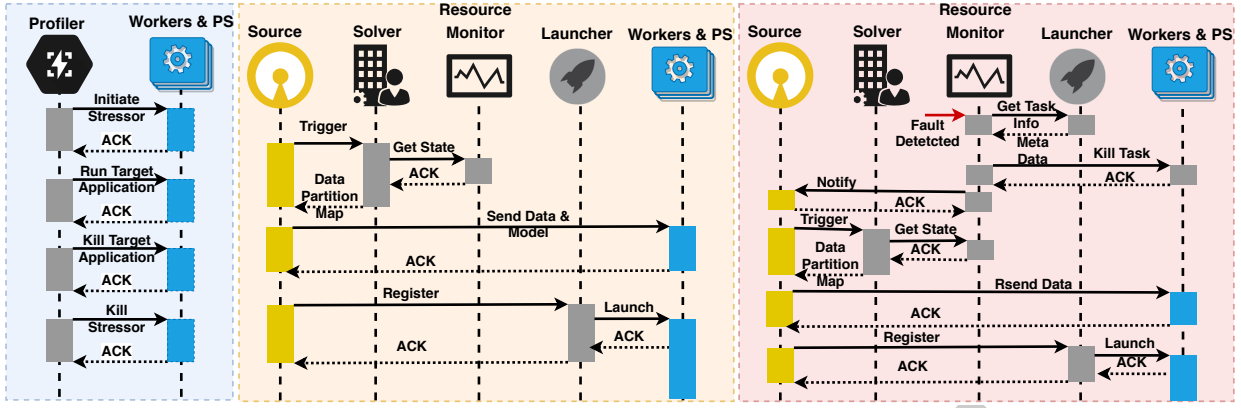 Profiler
Workers & PS
Initiate
Stressor
ACK
Run Target
Application
ACK
Kill Target
Application
ACK
Kill
Stressor
ACK
Source
Solver
Resource
Monitor
Launcher
Workers & PS
Trigger
Get State
ACK
Data
Partition
Map
Send Data &
Model
ACK
Register
Launch
ACK
ACK
Source
Solver
Resource
Monitor
Launcher
Workers & PS
Fault
Detetcted
Get Task
Info
Meta
Data
Kill Task
ACK
Notify
ACK
Trigger
Get State
ACK
Data
Partition
Map
Rsend Data
ACK
Register
Launch
ACK
ACK